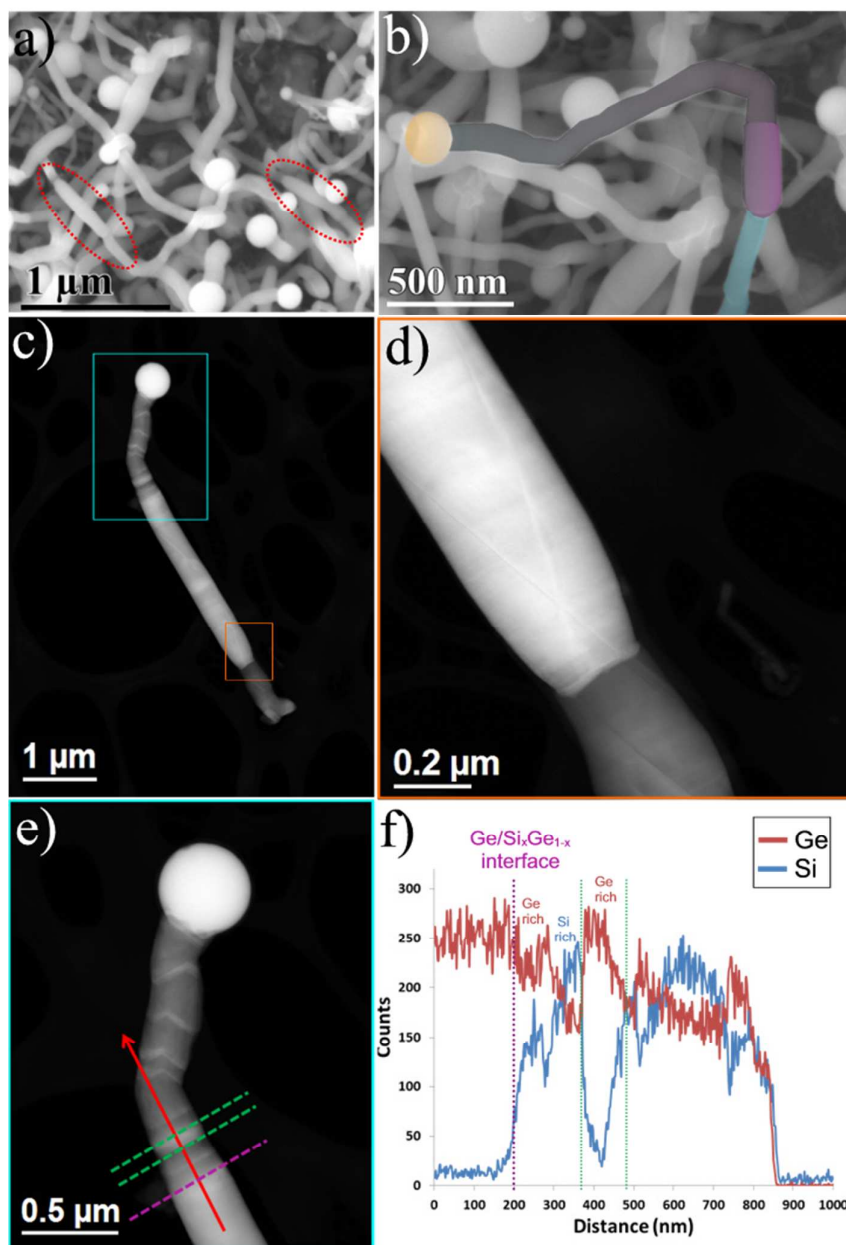 a)
1 µm
b)
500 nm
c)
1 µm
d)
0.2 µm
e)
0.5 µm
f)
Ge/SixGe1-x
interface
Ge
Si
Ge
rich
Si
rich
Ge
rich
300
250
200
150
100
50
0
Counts
0 100 200 300 400 500 600 700 800 900 1000
Distance (nm)